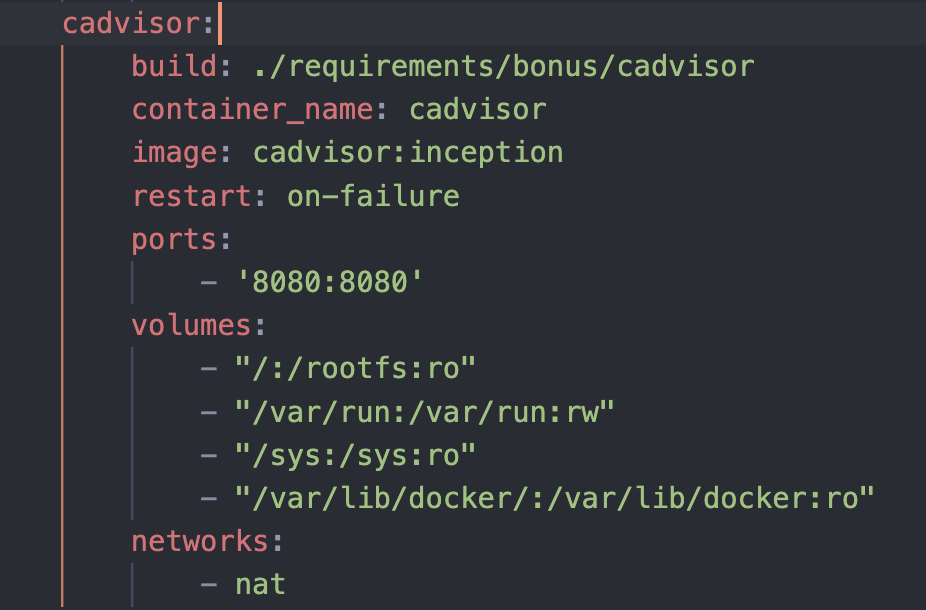 cadvisor:
build: ./requirements/bonus/cadvisor
container_name: cadvisor
image: cadvisor:inception
restart: on-failure
ports:
- '8080:8080'
volumes:
- "/:/rootfs:ro"
- "/var/run:/var/run:rw"
- "/sys:/sys:ro"
- "/var/lib/docker/:/var/lib/docker:ro"
networks:
- nat